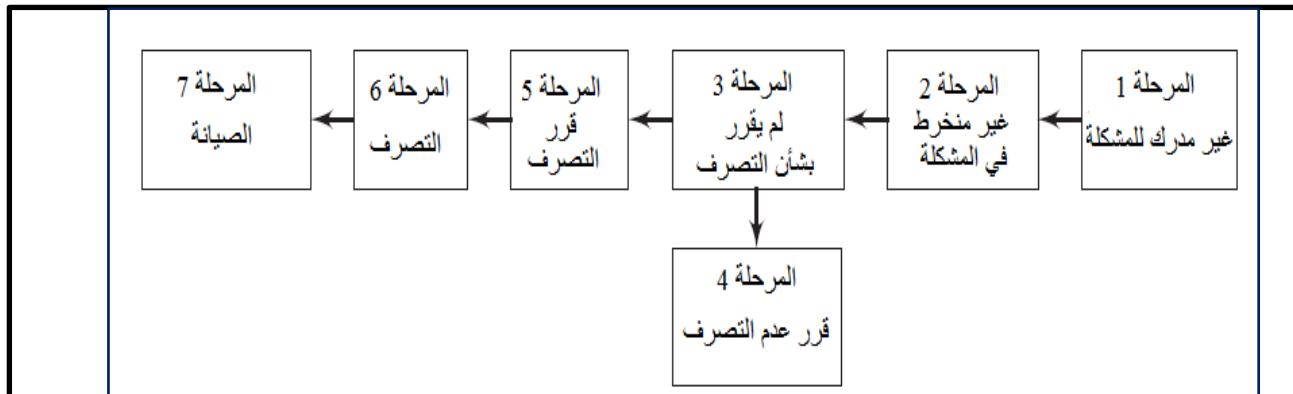 المرحلة 1
غير مدرك للمشكلة
المرحلة 2
غير منخرط
في المشكلة
المرحلة 3
لم يقرر
بشأن التصرف
المرحلة 5
قرر
التصرف
المرحلة 6
التصرف
المرحلة 7
الصيانة
المرحلة 4
قرر عدم التصرف